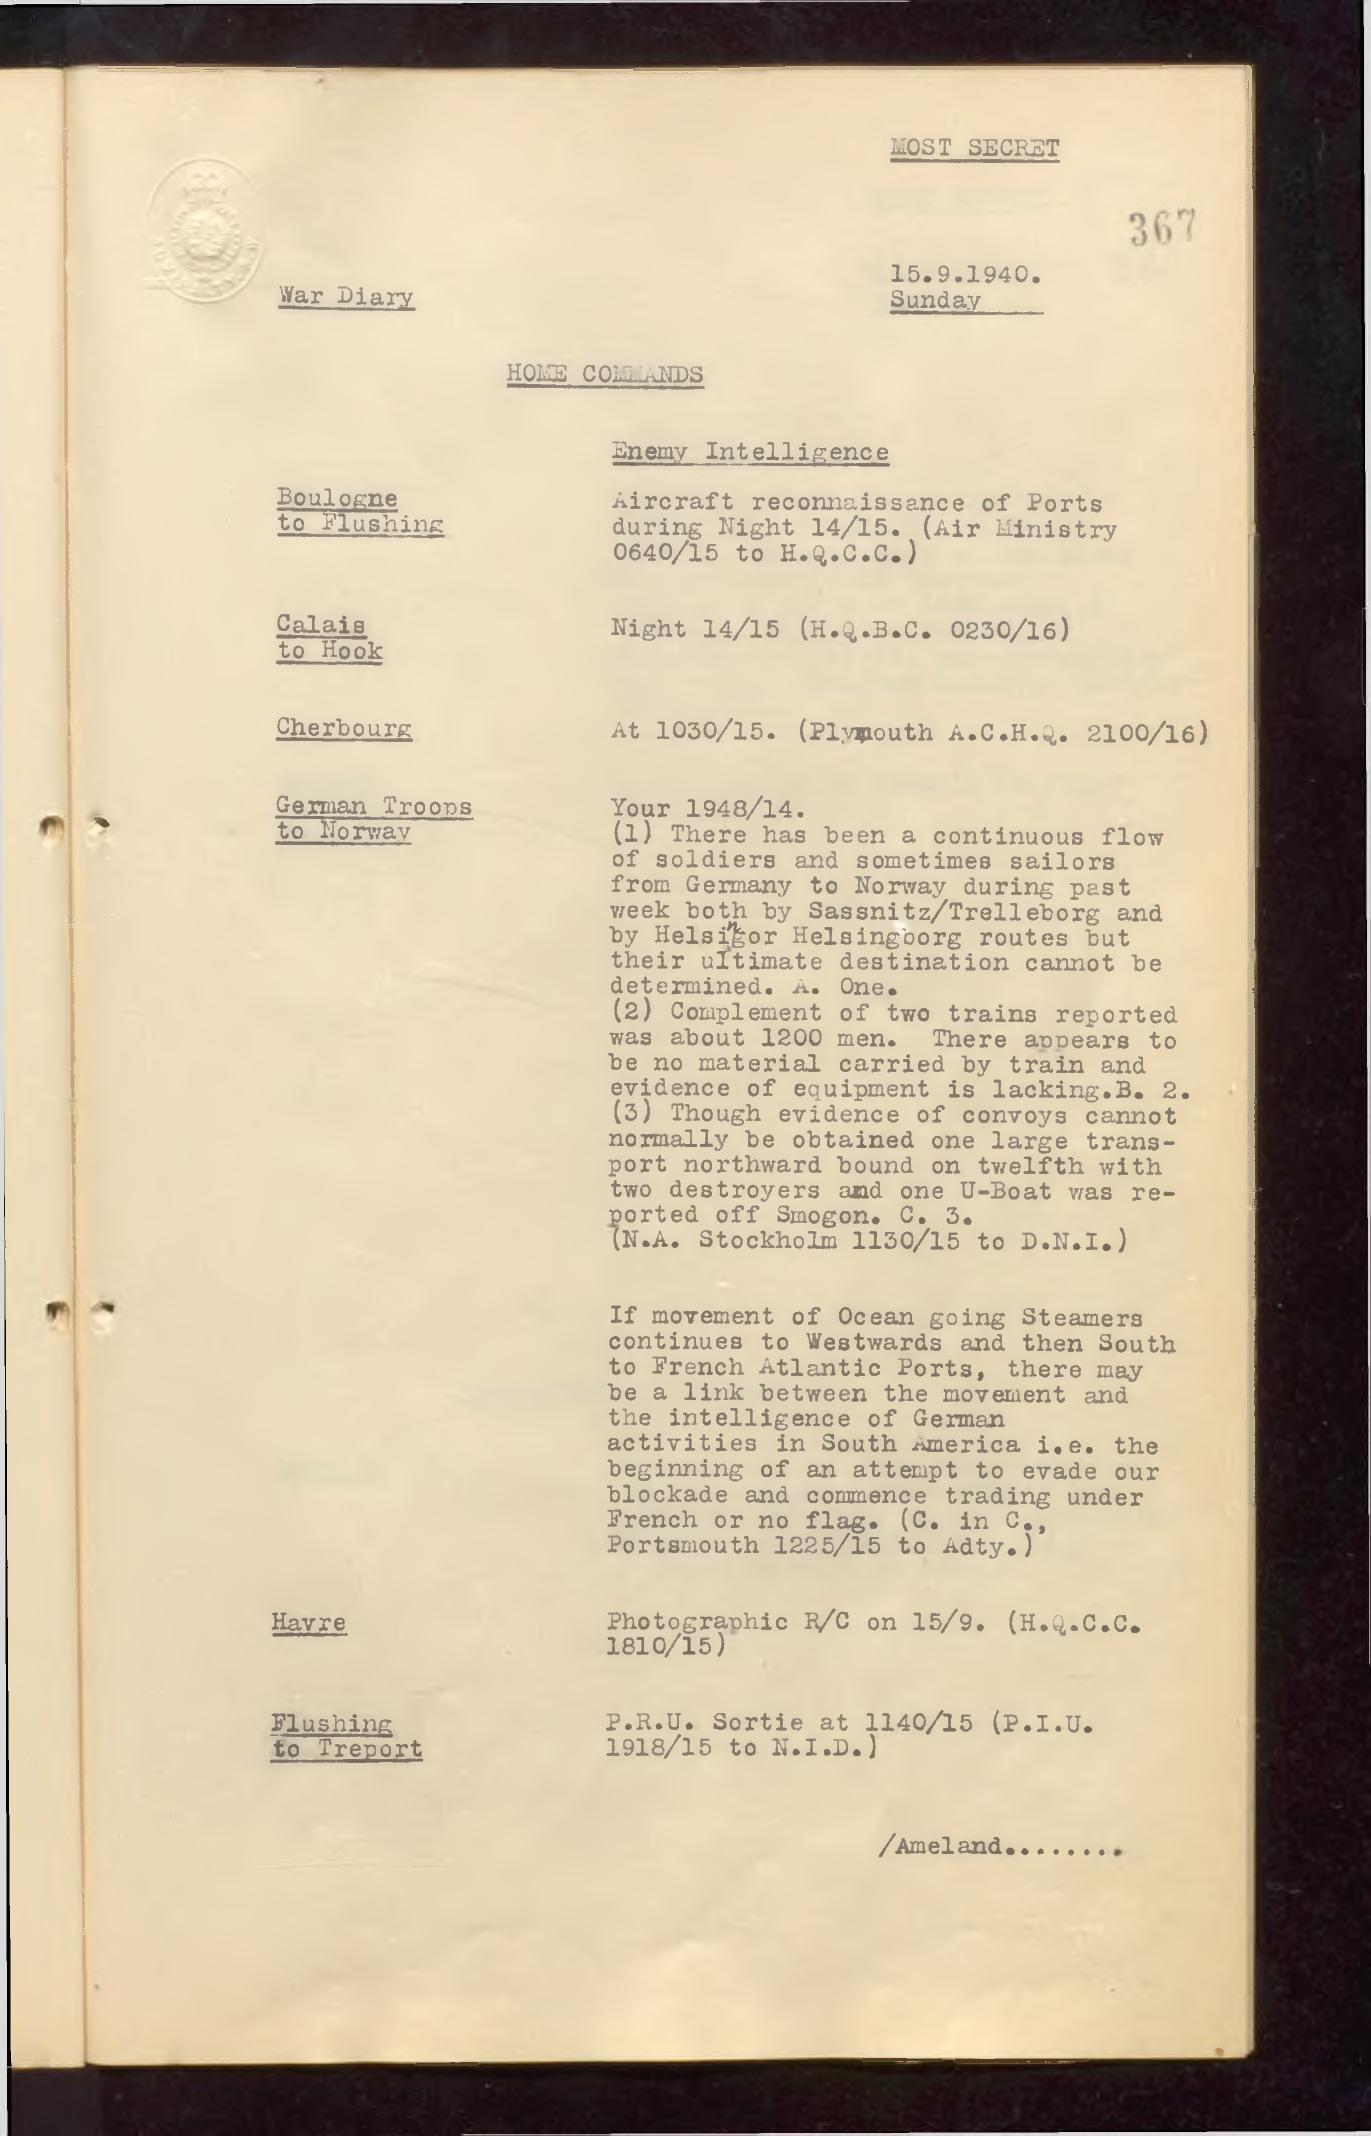 MOST SECRET
367
15.9.1940.
War Diary
Sunday
HOME COMMANDS
Enemy Intelligence
Boulogne
to Flushing
Aircraft reconnaissance of Ports
during Night 14/15. (Air Ministry
0640/15 to H.Q.C.C.)
Calais
to Hook
Night 14/15 (H.Q.B.C. 0230/16)
Cherbourg
At 1030/15. (Plymouth A.C.H.Q. 2100/16)
German Troops
to Norway
Your 1948/14.
(1) There has been a continuous flow
of soldiers and sometimes sailors
from Germany to Norway during past
week both by Sassnitz/Trelleborg and
by Helsingor Helsingborg routes but
their ultimate destination cannot be
determined. A. One.
(2) Complement of two trains reported
was about 1200 men. There appears to
be no material carried by train and
evidence of equipment is lacking.B. 2.
(3) Though evidence of convoys cannot
normally be obtained one large trans-
port northward bound on twelfth with
two destroyers and one U-Boat was re-
ported off Smogon. C. 3.
(N.A. Stockholm 1130/15 to D.N.I.)
If movement of Ocean going Steamers
continues to Westwards and then South
to French Atlantic Ports, there may
be a link between the movement and
the intelligence of German
activities in South America i.e. the
beginning of an attempt to evade our
blockade and commence trading under
French or no flag. (C. in C.,
Portsmouth 1225/15 to Adty.)
Havre
Photographic R/C on 15/9. (H.Q.C.C.
1810/15)
Flushing
to Treport
P.R.U. Sortie at 1140/15 (P.I.U.
1918/15 to N.I.D.)
/Ameland........